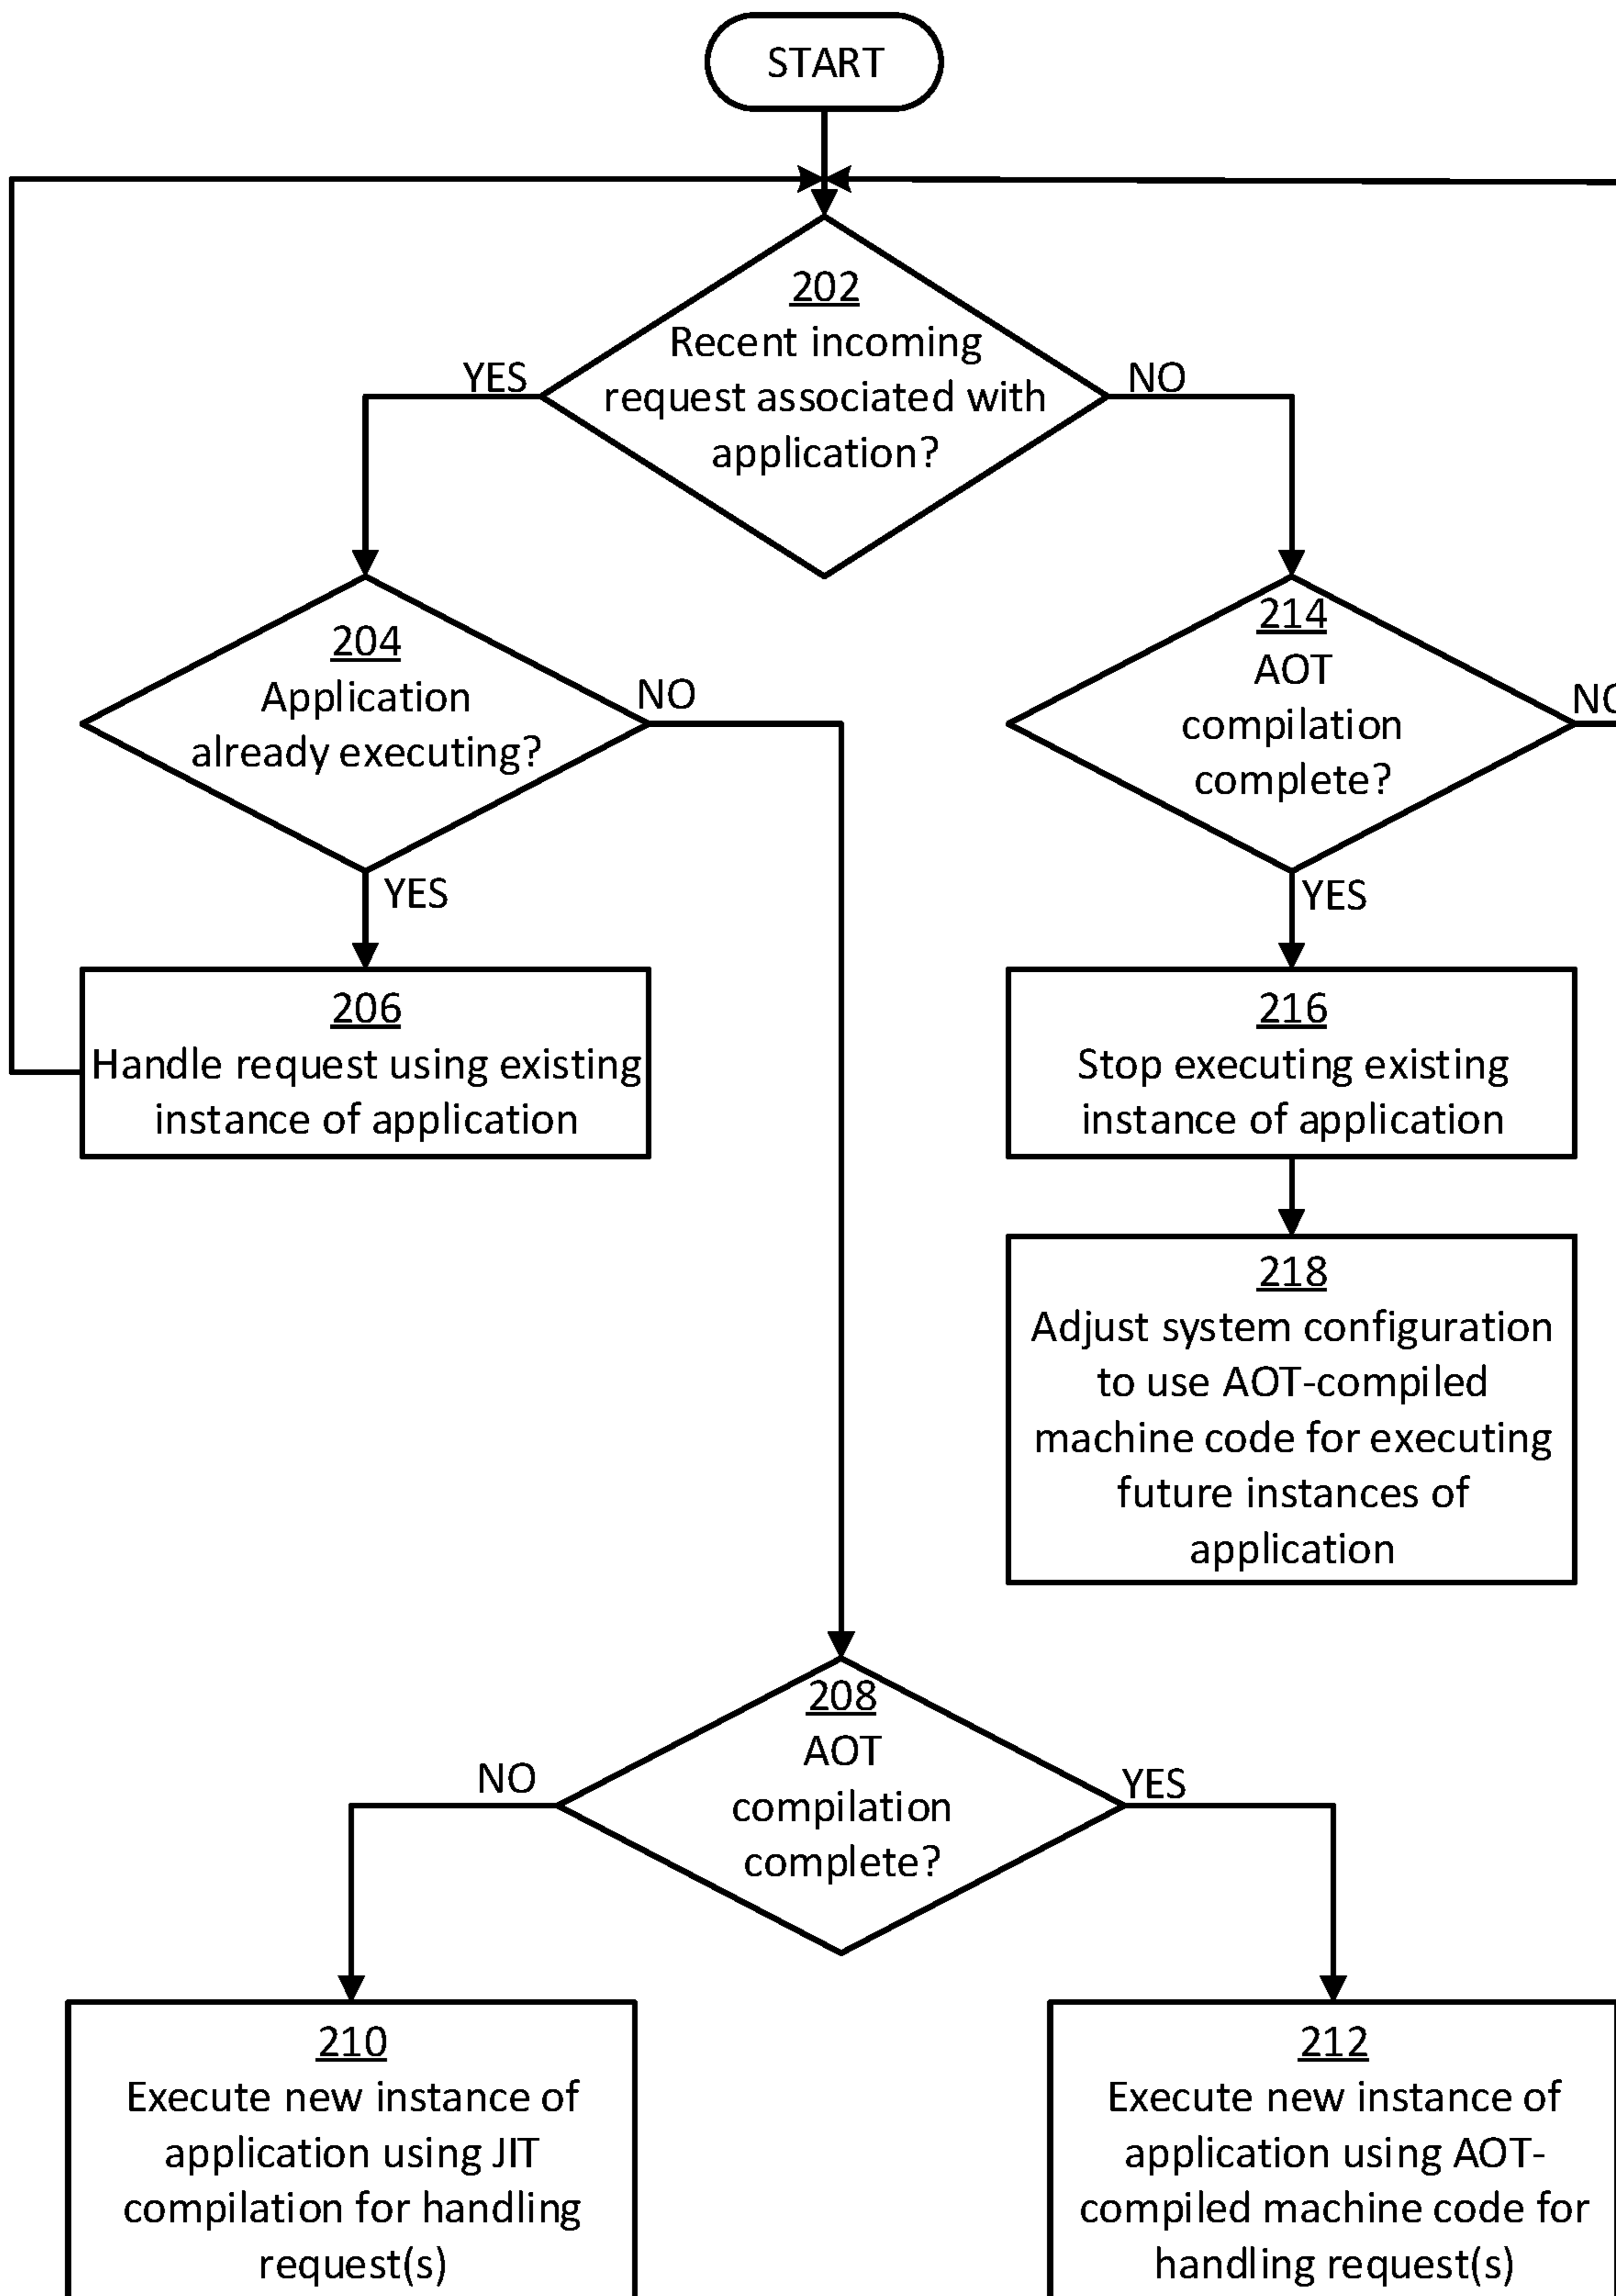 START
202
Recent incoming
request associated with
application?
YES
NO
204
Application
already executing?
NO
214
AOT
compilation
complete?
YES
YES
206
Handle request using existing
instance of application
216
Stop executing existing
instance of application
218
Adjust system configuration
to use AOT-compiled
machine code for executing
future instances of
application
208
AOT
compilation
complete?
NO
YES
210
Execute new instance of
application using JIT
compilation for handling
request(s)
212
Execute new instance of
application using AOT-
compiled machine code for
handling request(s)